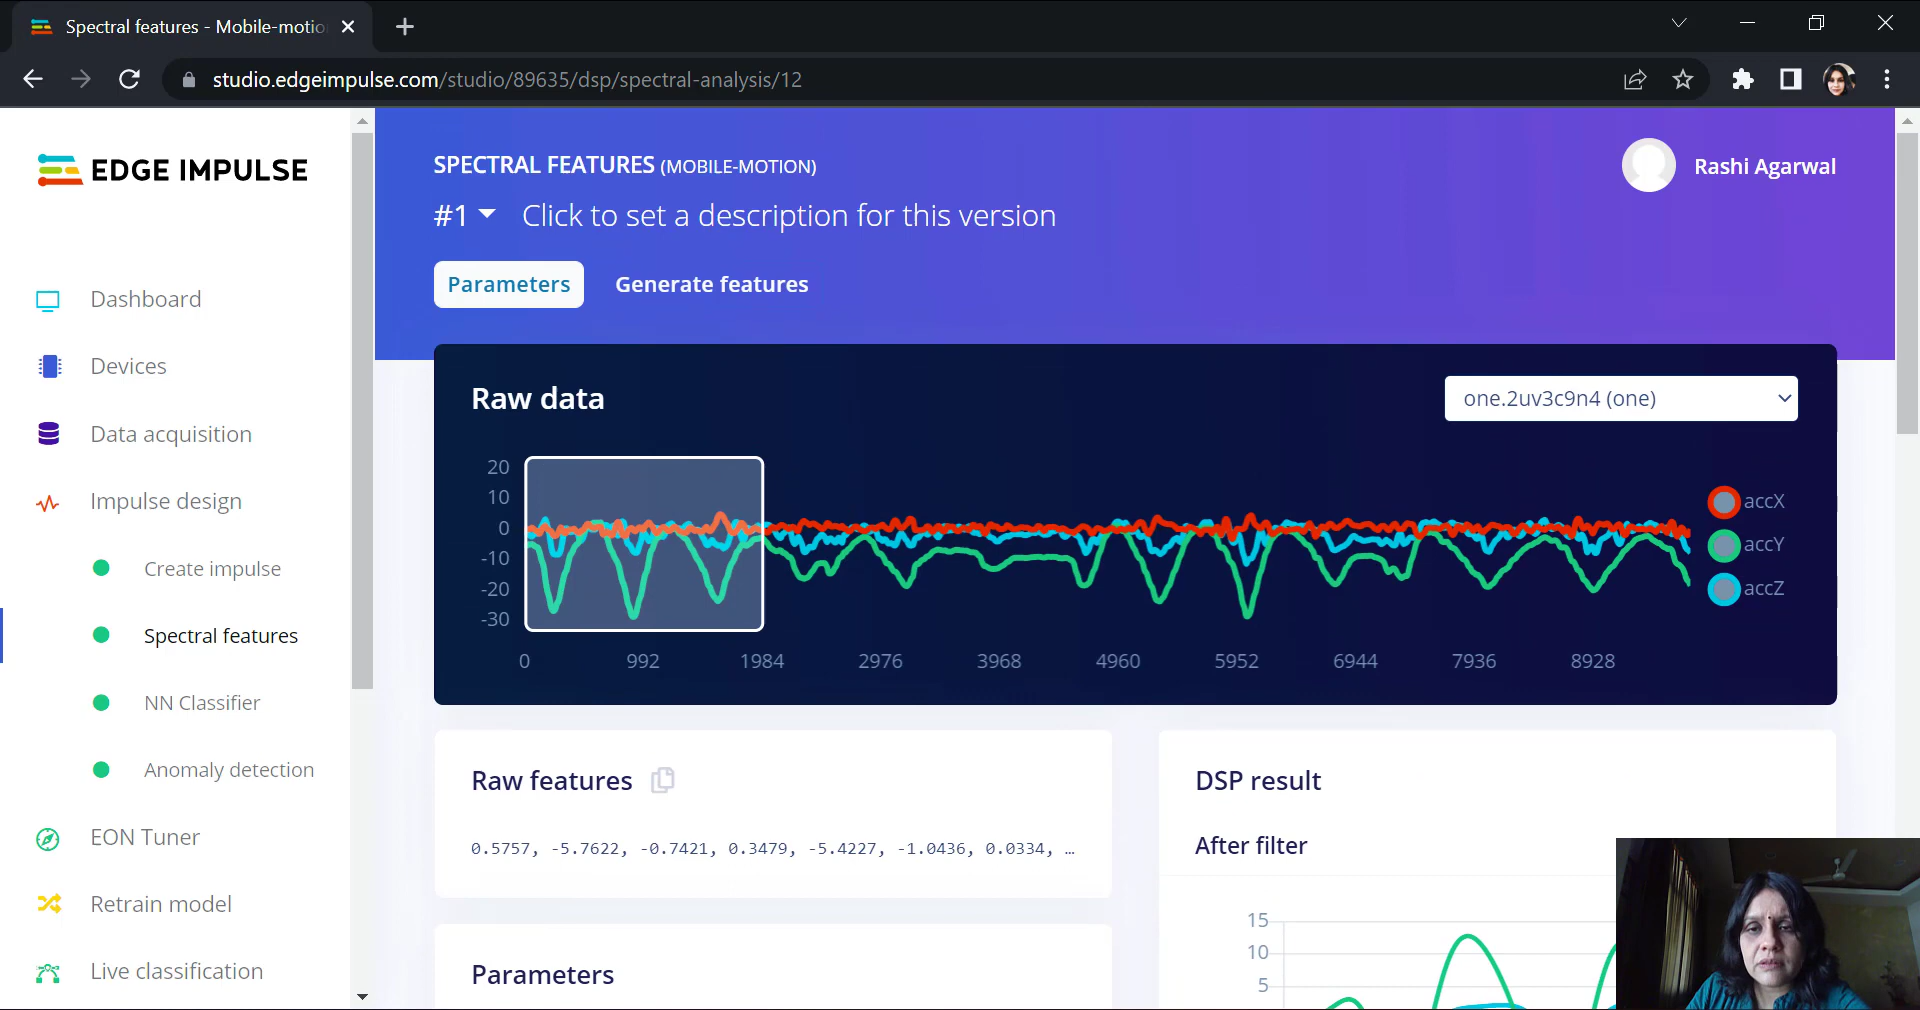 Spectral features - Mobile-motio
studio.edgeimpulse.com/studio/89635/dsp/spectral-analysis/12
EDGE IMPULSE
Dashboard
Devices
Data acquisition
Impulse design
Create impulse
Spectral features
NN Classifier
Anomaly detection
EON Tuner
Retrain model
Live classification
SPECTRAL FEATURES (MOBILE-MOTION)
Rashi Agarwal
#1 Click to set a description for this version
Parameters Generate features
Raw data
one.2uv3c9n4 (one)
20
10
0
-10
-20
-30
0 992 1984 2976 3968 4960 5952 6944 7936 8928
accX
accY
accZ
Raw features
0.5757, -5.7622, -0.7421, 0.3479, -5.4227, -1.0436, 0.0334, …
Parameters
DSP result
After filter
15
10
5